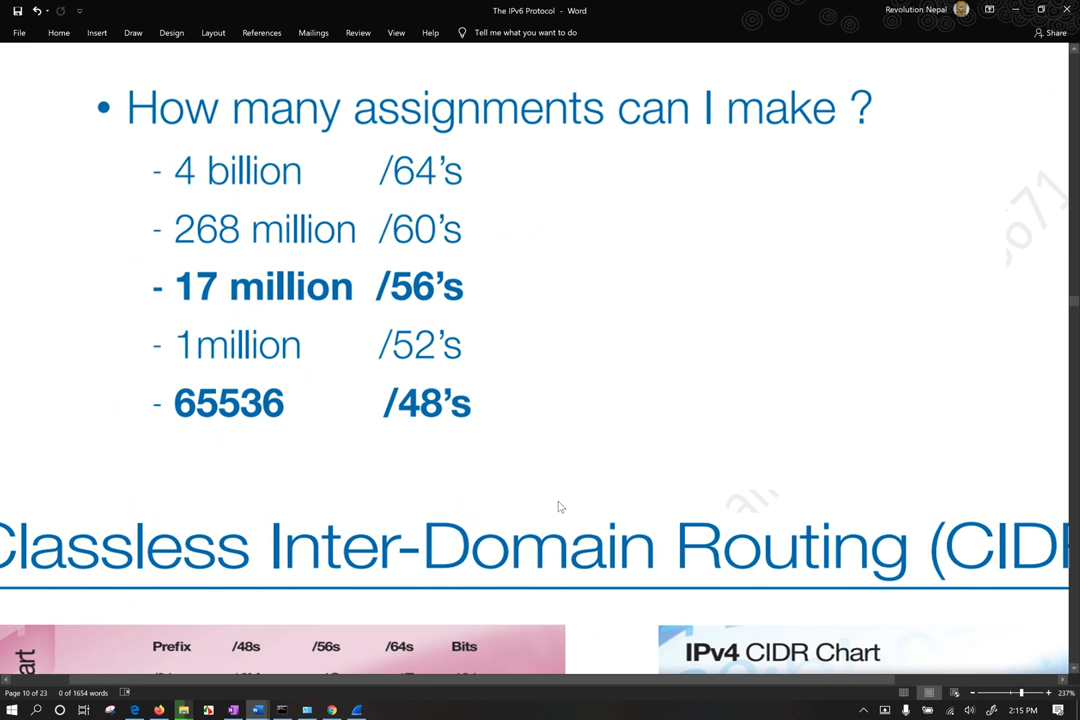 The IPv6 Protocol - Word
Revolution Nepal
File Home Insert Draw Design Layout References Mailings Review View Help Tell me what you want to do
Share
• How many assignments can I make ?
- 4 billion /64's
- 268 million /60's
- 17 million /56's
- 1million /52's
- 65536 /48's
o71
an
Classless Inter-Domain Routing (CIDR
art
Prefix /48s /56s /64s Bits
IPv4 CIDR Chart
Page 10 of 23 0 of 1654 words
237%
2:15 PM